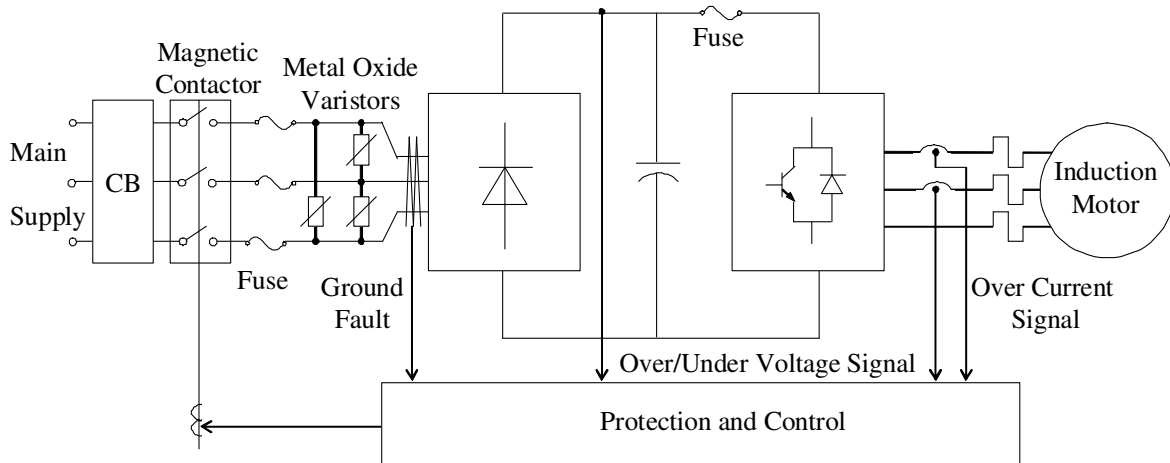 Fuse
Magnetic
Contactor
Metal Oxide
Varistors
Main
Supply
CB
Fuse
Ground
Fault
Induction
Motor
Over Current
Signal
Over/Under Voltage Signal
Protection and Control